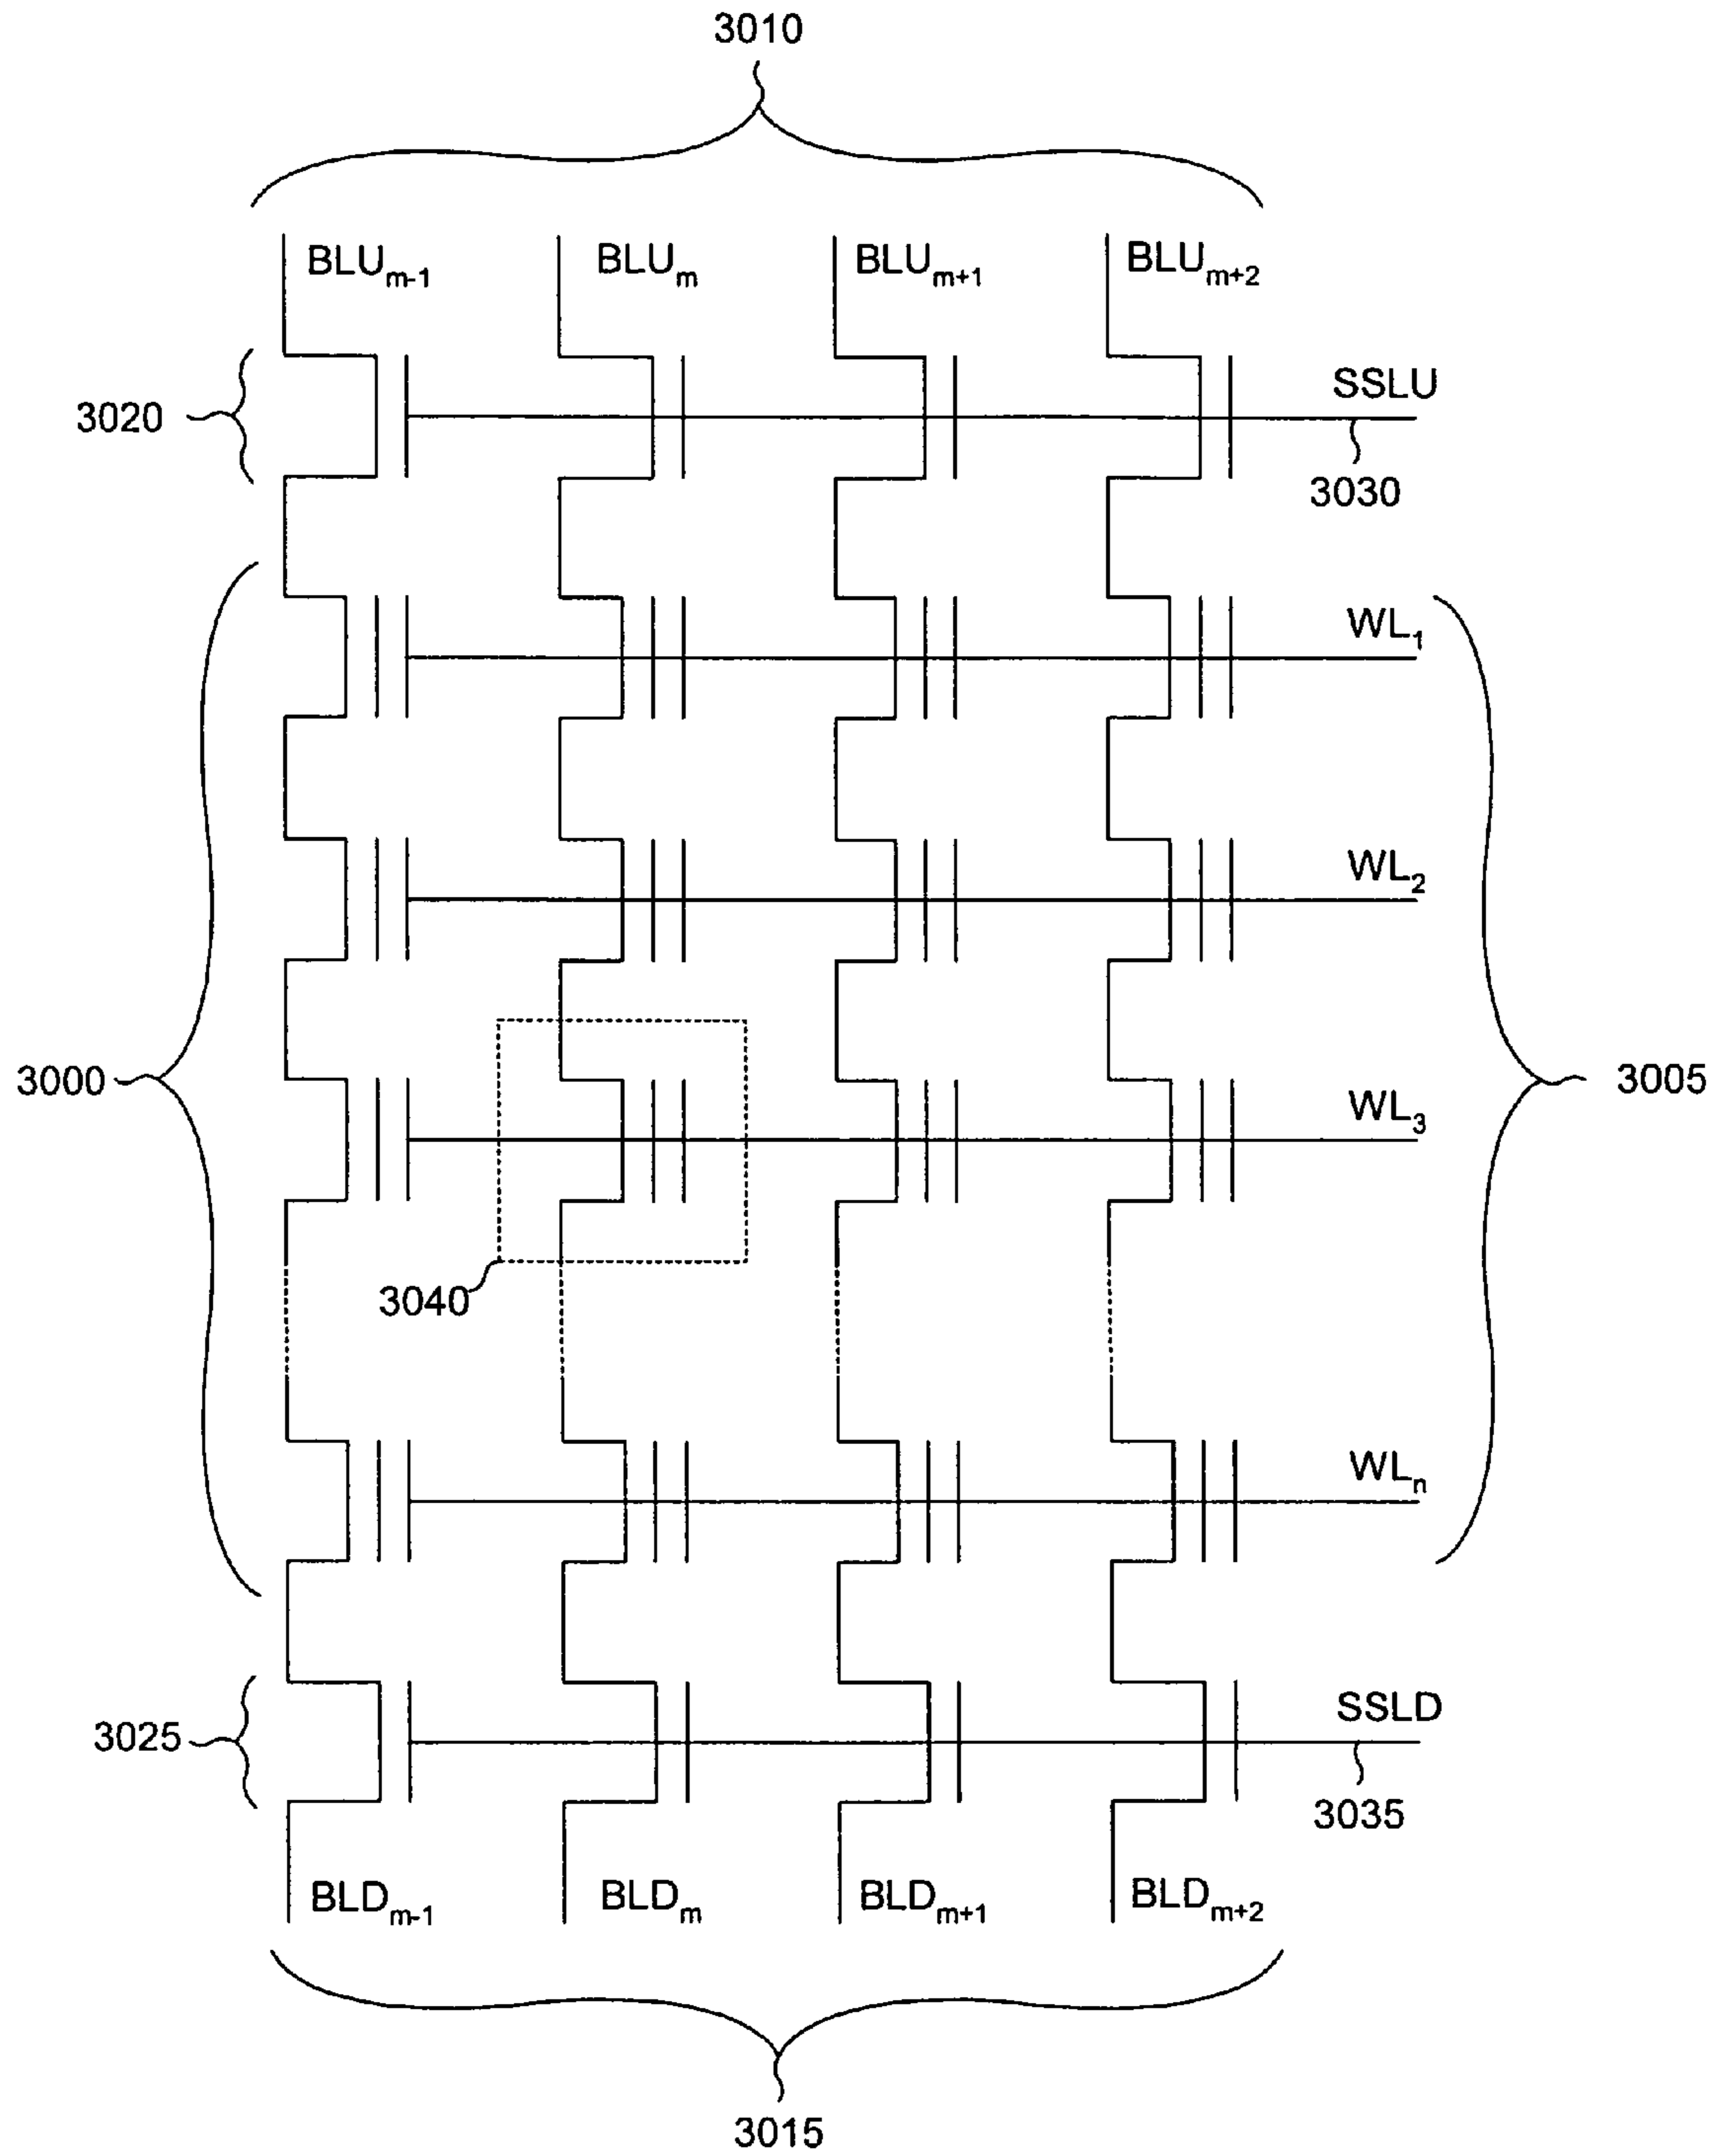 3010
BLUm-1 BLUm BLUm+1 BLUm+2
SSLU
3020
3030
WL1
WL2
3000
WL3
3005
3040
WLn
SSLD
3025
3035
BLDm-1 BLDm BLDm+1 BLDm+2
3015